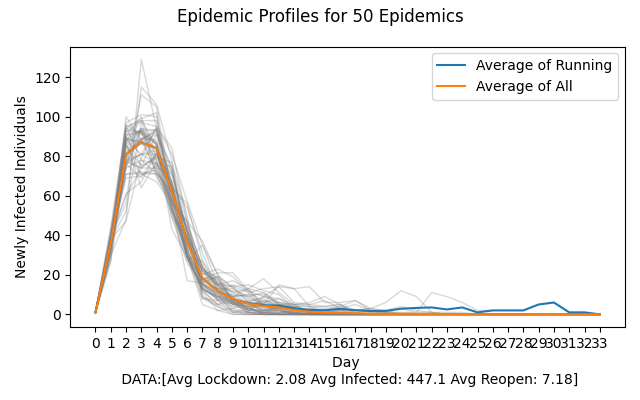 Epidemic Profiles for 50 Epidemics
Average of Running
Average of All
120
100
80
60
40
20
0
Newly Infected Individuals
0 1 2 3 4 5 6 7 8 9 10 11 12 13 14 15 16 17 18 19 20 21 22 23 24 25 26 27 28 29 30 31 32 33
Day
DATA:[Avg Lockdown: 2.08 Avg Infected: 447.1 Avg Reopen: 7.18]